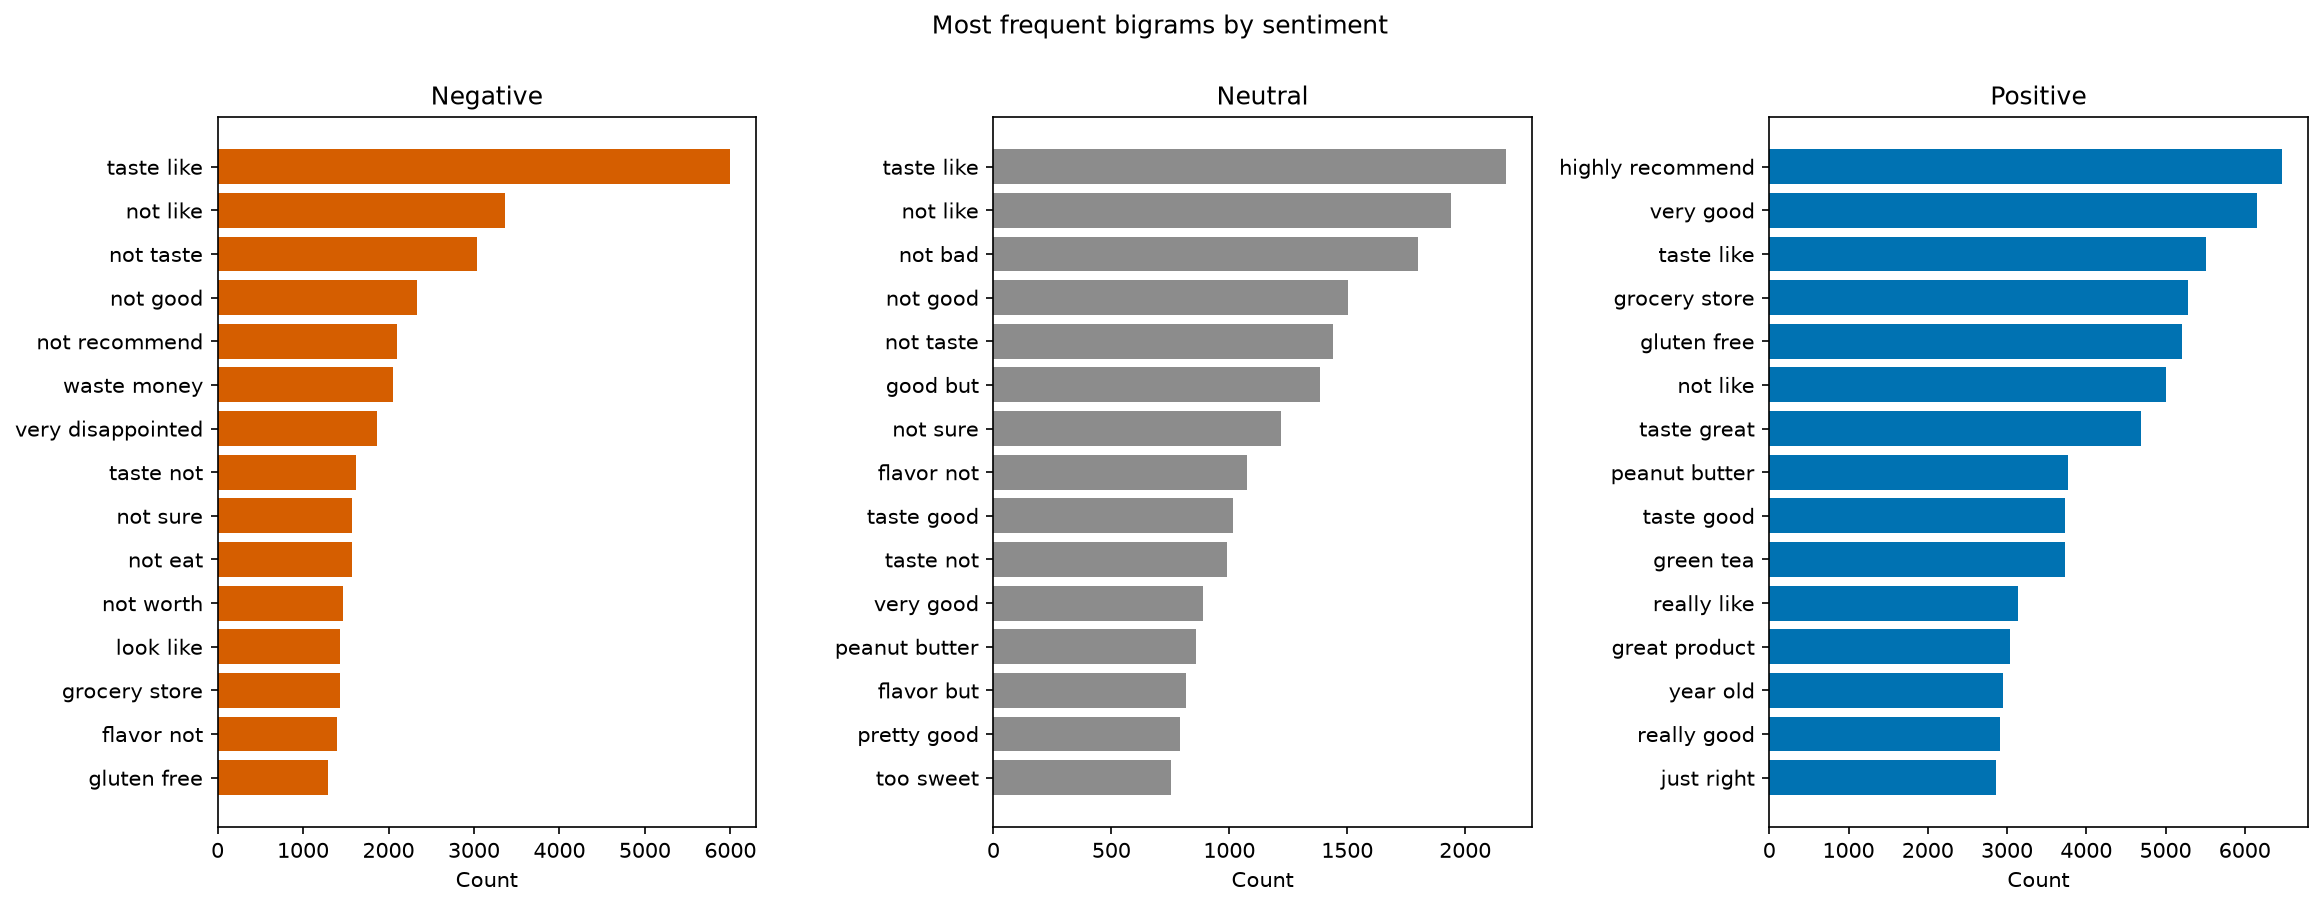 Most frequent bigrams by sentiment
Negative
taste like
not like
not taste
not good
not recommend
waste money
very disappointed
taste not
not sure
not eat
not worth
look like
grocery store
flavor not
gluten free
0 1000 2000 3000 4000 5000 6000
Count
Neutral
taste like
not like
not bad
not good
not taste
good but
not sure
flavor not
taste good
taste not
very good
peanut butter
flavor but
pretty good
too sweet
0 500 1000 1500 2000
Count
Positive
highly recommend
very good
taste like
grocery store
gluten free
not like
taste great
peanut butter
taste good
green tea
really like
great product
year old
really good
just right
0 1000 2000 3000 4000 5000 6000
Count